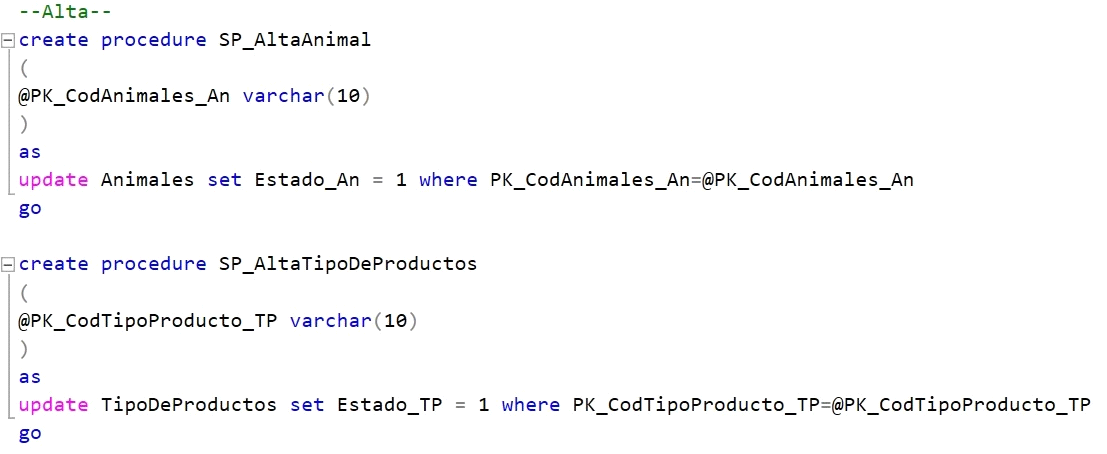 --Alta--
create procedure SP_AltaAnimal
(
@PK_CodAnimales_An varchar(10)
)
as
update Animales set Estado_An = 1 where PK_CodAnimales_An=@PK_CodAnimales_An
go
create procedure SP_AltaTipoDeProductos
(
@PK_CodTipoProducto_TP varchar(10)
)
as
update TipoDeProductos set Estado_TP = 1 where PK_CodTipoProducto_TP=@PK_CodTipoProducto_TP
go